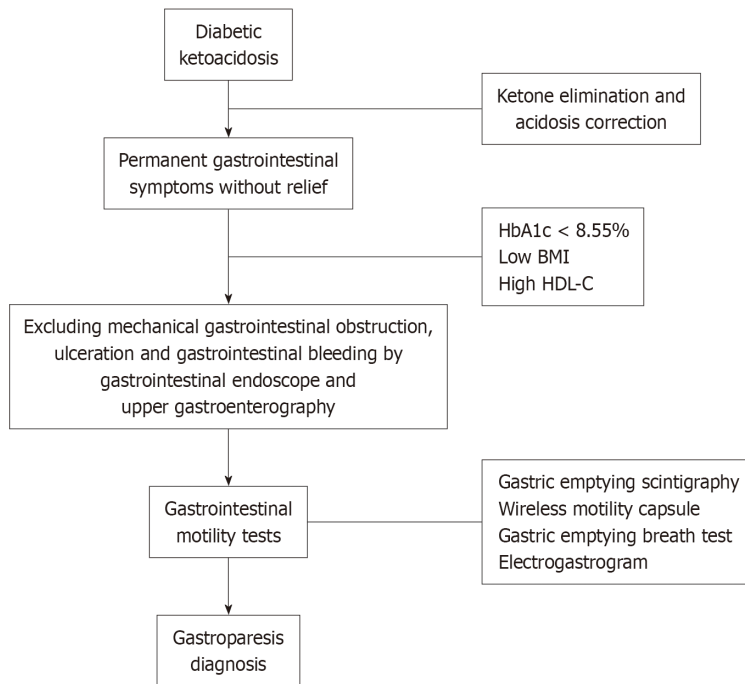 Diabetic
ketoacidosis
Ketone elimination and
acidosis correction
Permanent gastrointestinal
symptoms without relief
HbA1c < 8.55%
Low BMI
High HDL-C
Excluding mechanical gastrointestinal obstruction,
ulceration and gastrointestinal bleeding by
gastrointestinal endoscope and
upper gastroenterography
Gastrointestinal
motility tests
Gastric emptying scintigraphy
Wireless motility capsule
Gastric emptying breath test
Electrogastrogram
Gastroparesis
diagnosis